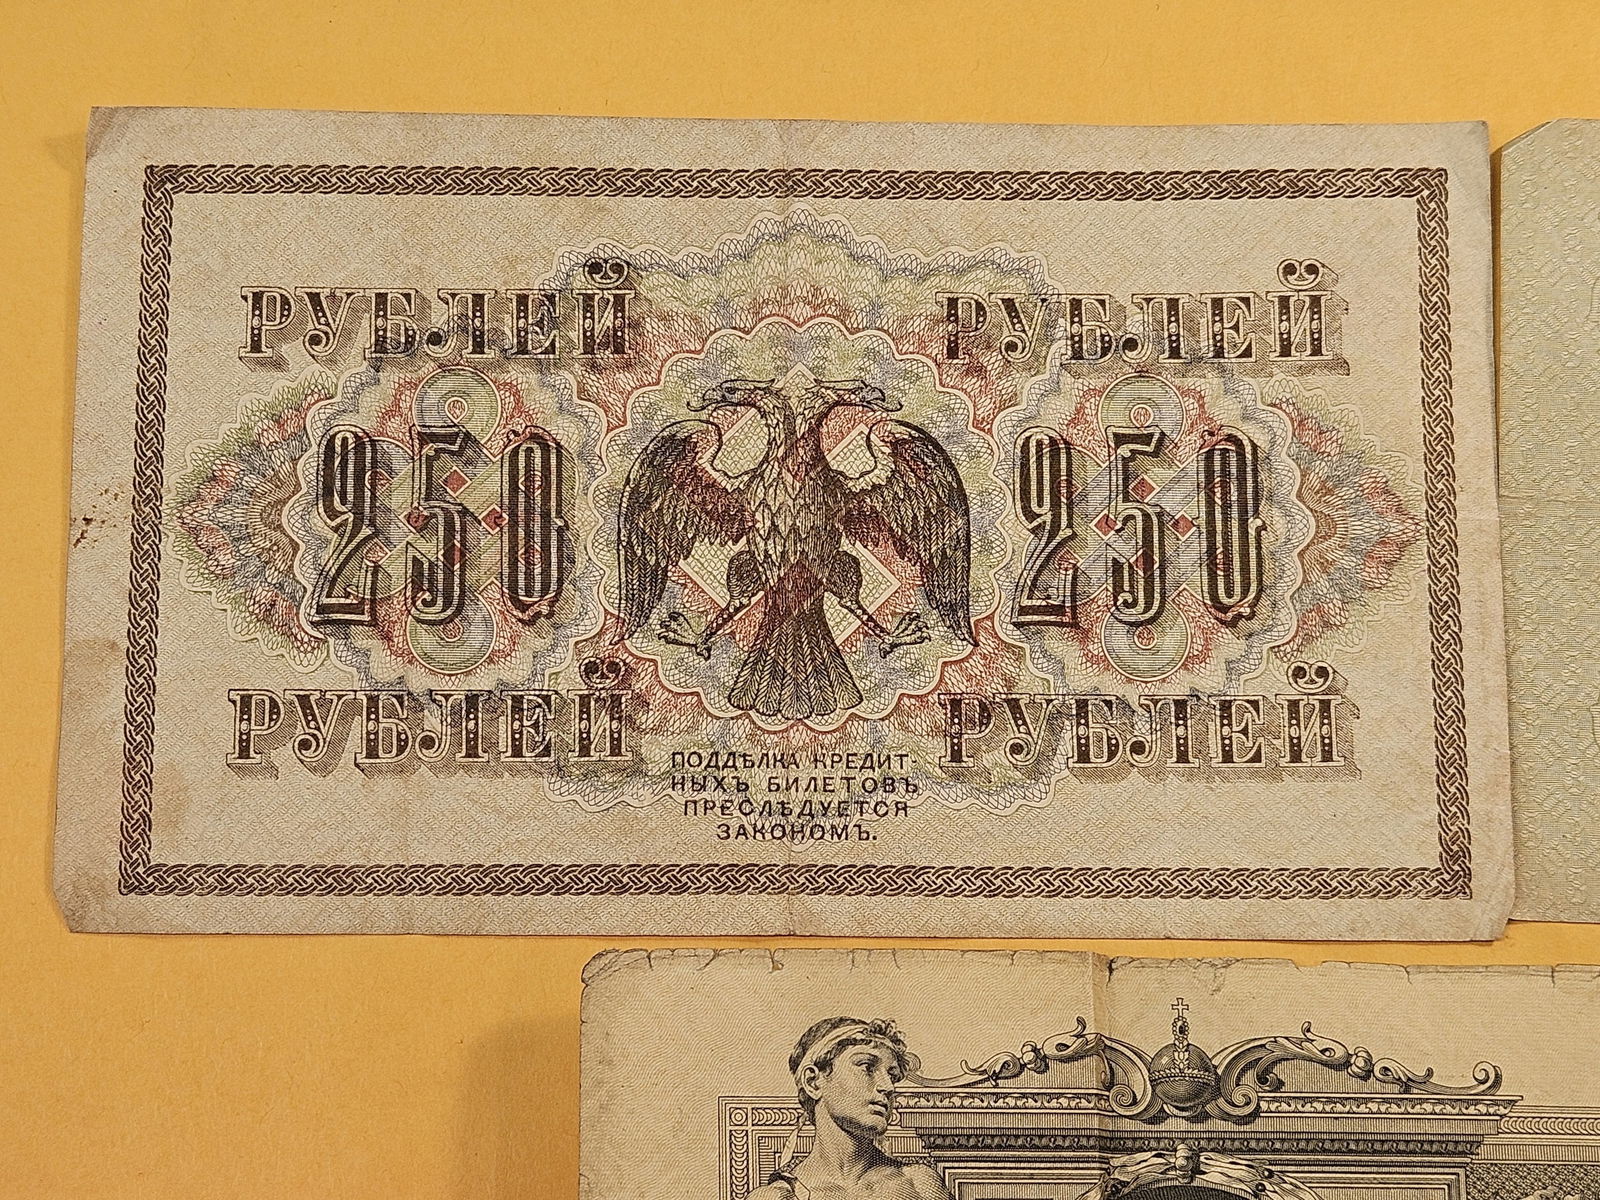 РУБЛЕЙ РУБЛЕЙ
250 250
РУБЛЕЙ РУБЛЕЙ
ПОДДѢЛКА КРЕДИТ-
НЫХЪ БИЛЕТОВЪ
ПРЕСЛѢДУЕТСЯ
ЗАКОНОМЪ.